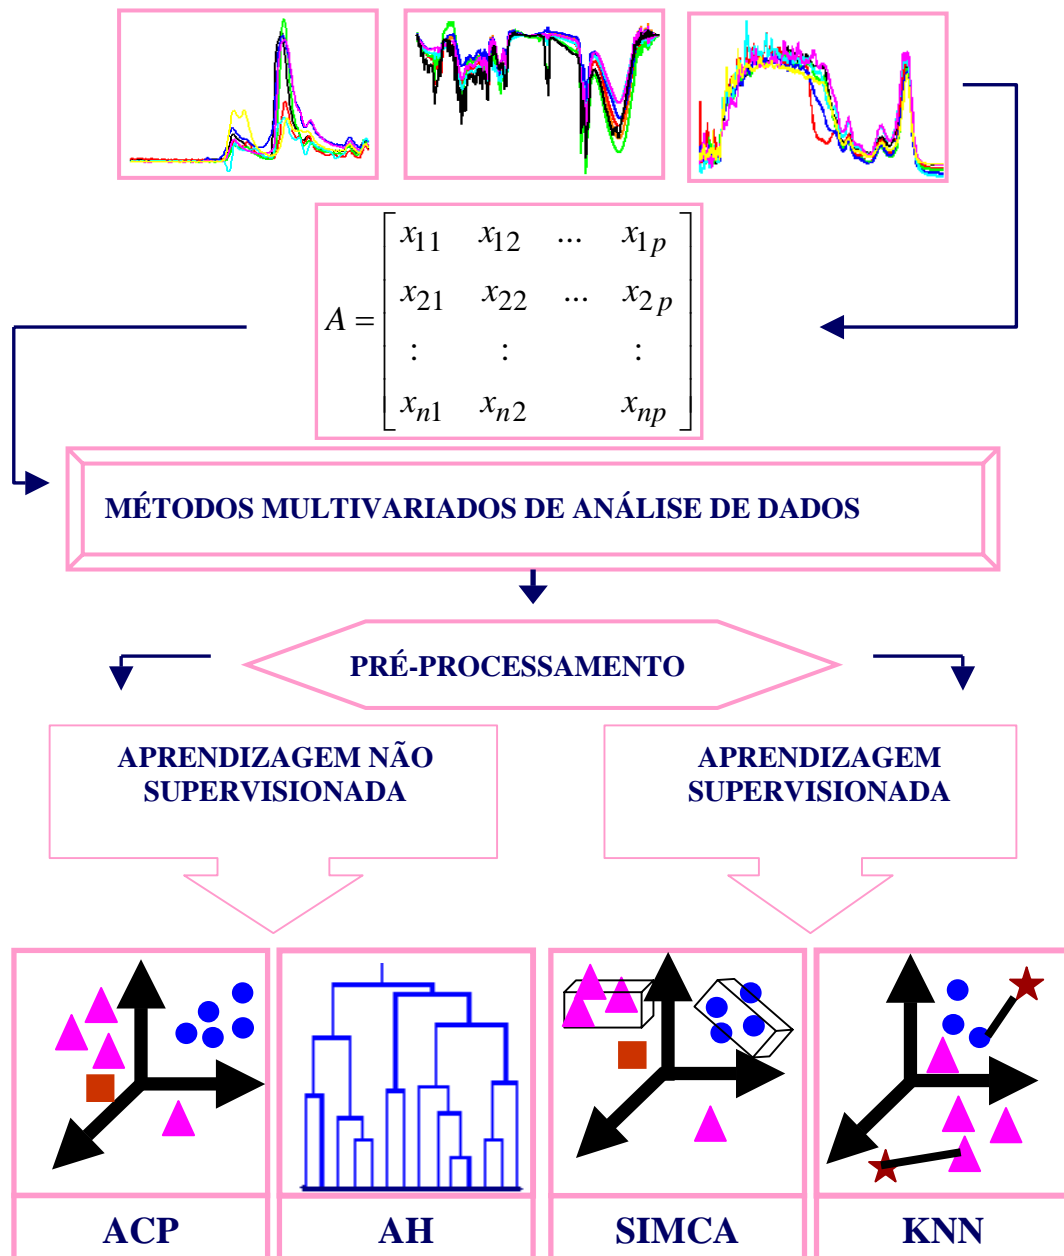 x11 x12 ... x1p
x21 x22 ... x2p
A =
: : :
xn1 xn2 xnp
MÉTODOS MULTIVARIADOS DE ANÁLISE DE DADOS
PRÉ-PROCESSAMENTO
APRENDIZAGEM NÃO
SUPERVISIONADA
APRENDIZAGEM
SUPERVISIONADA
ACP
AH
SIMCA
KNN